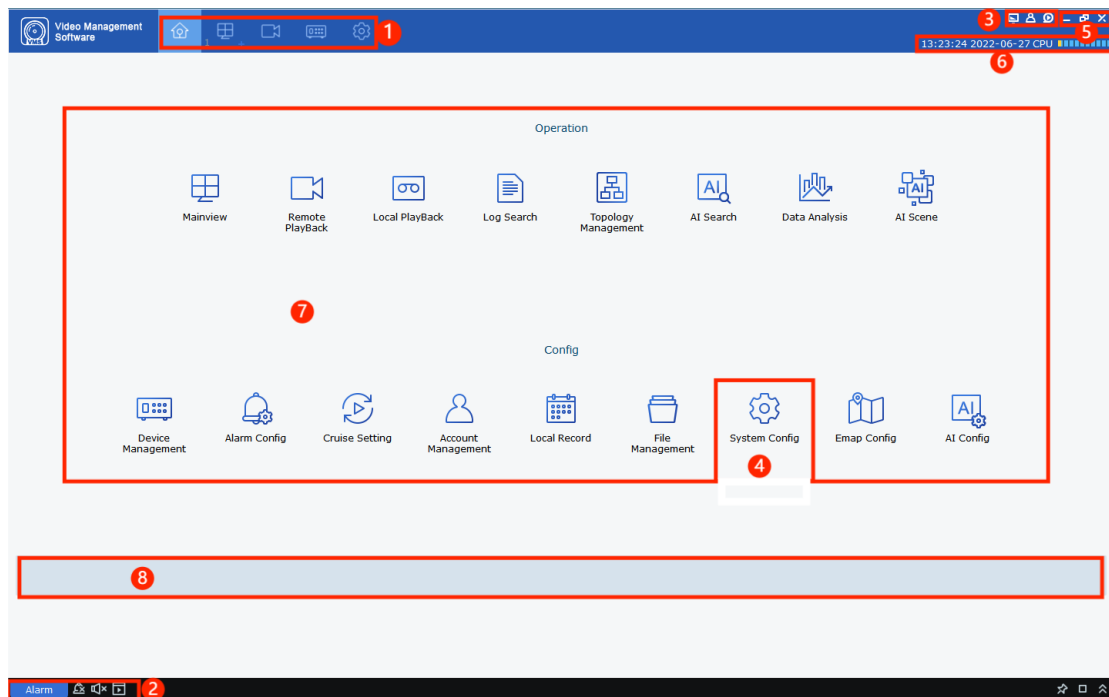 Video Management
Software
1
3
5
13:23:24 2022-06-27 CPU
6
Operation
Mainview
Remote
PlayBack
Local PlayBack
Log Search
Topology
Management
AI Search
Data Analysis
AI Scene
7
Config
Device
Management
Alarm Config
Cruise Setting
Account
Management
Local Record
File
Management
System Config
Emap Config
AI Config
4
8
Alarm
2